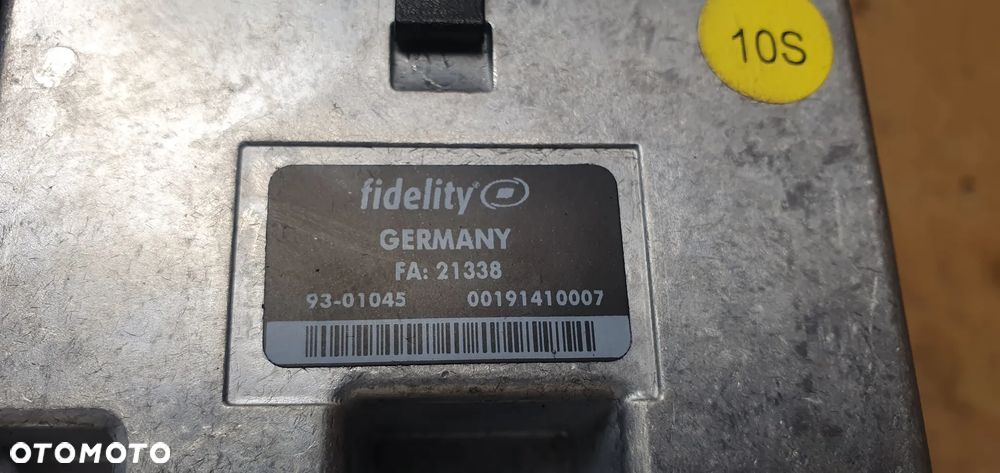 10S
fidelity®
GERMANY
FA: 21338
93-01045 00191410007
OTOMOTO